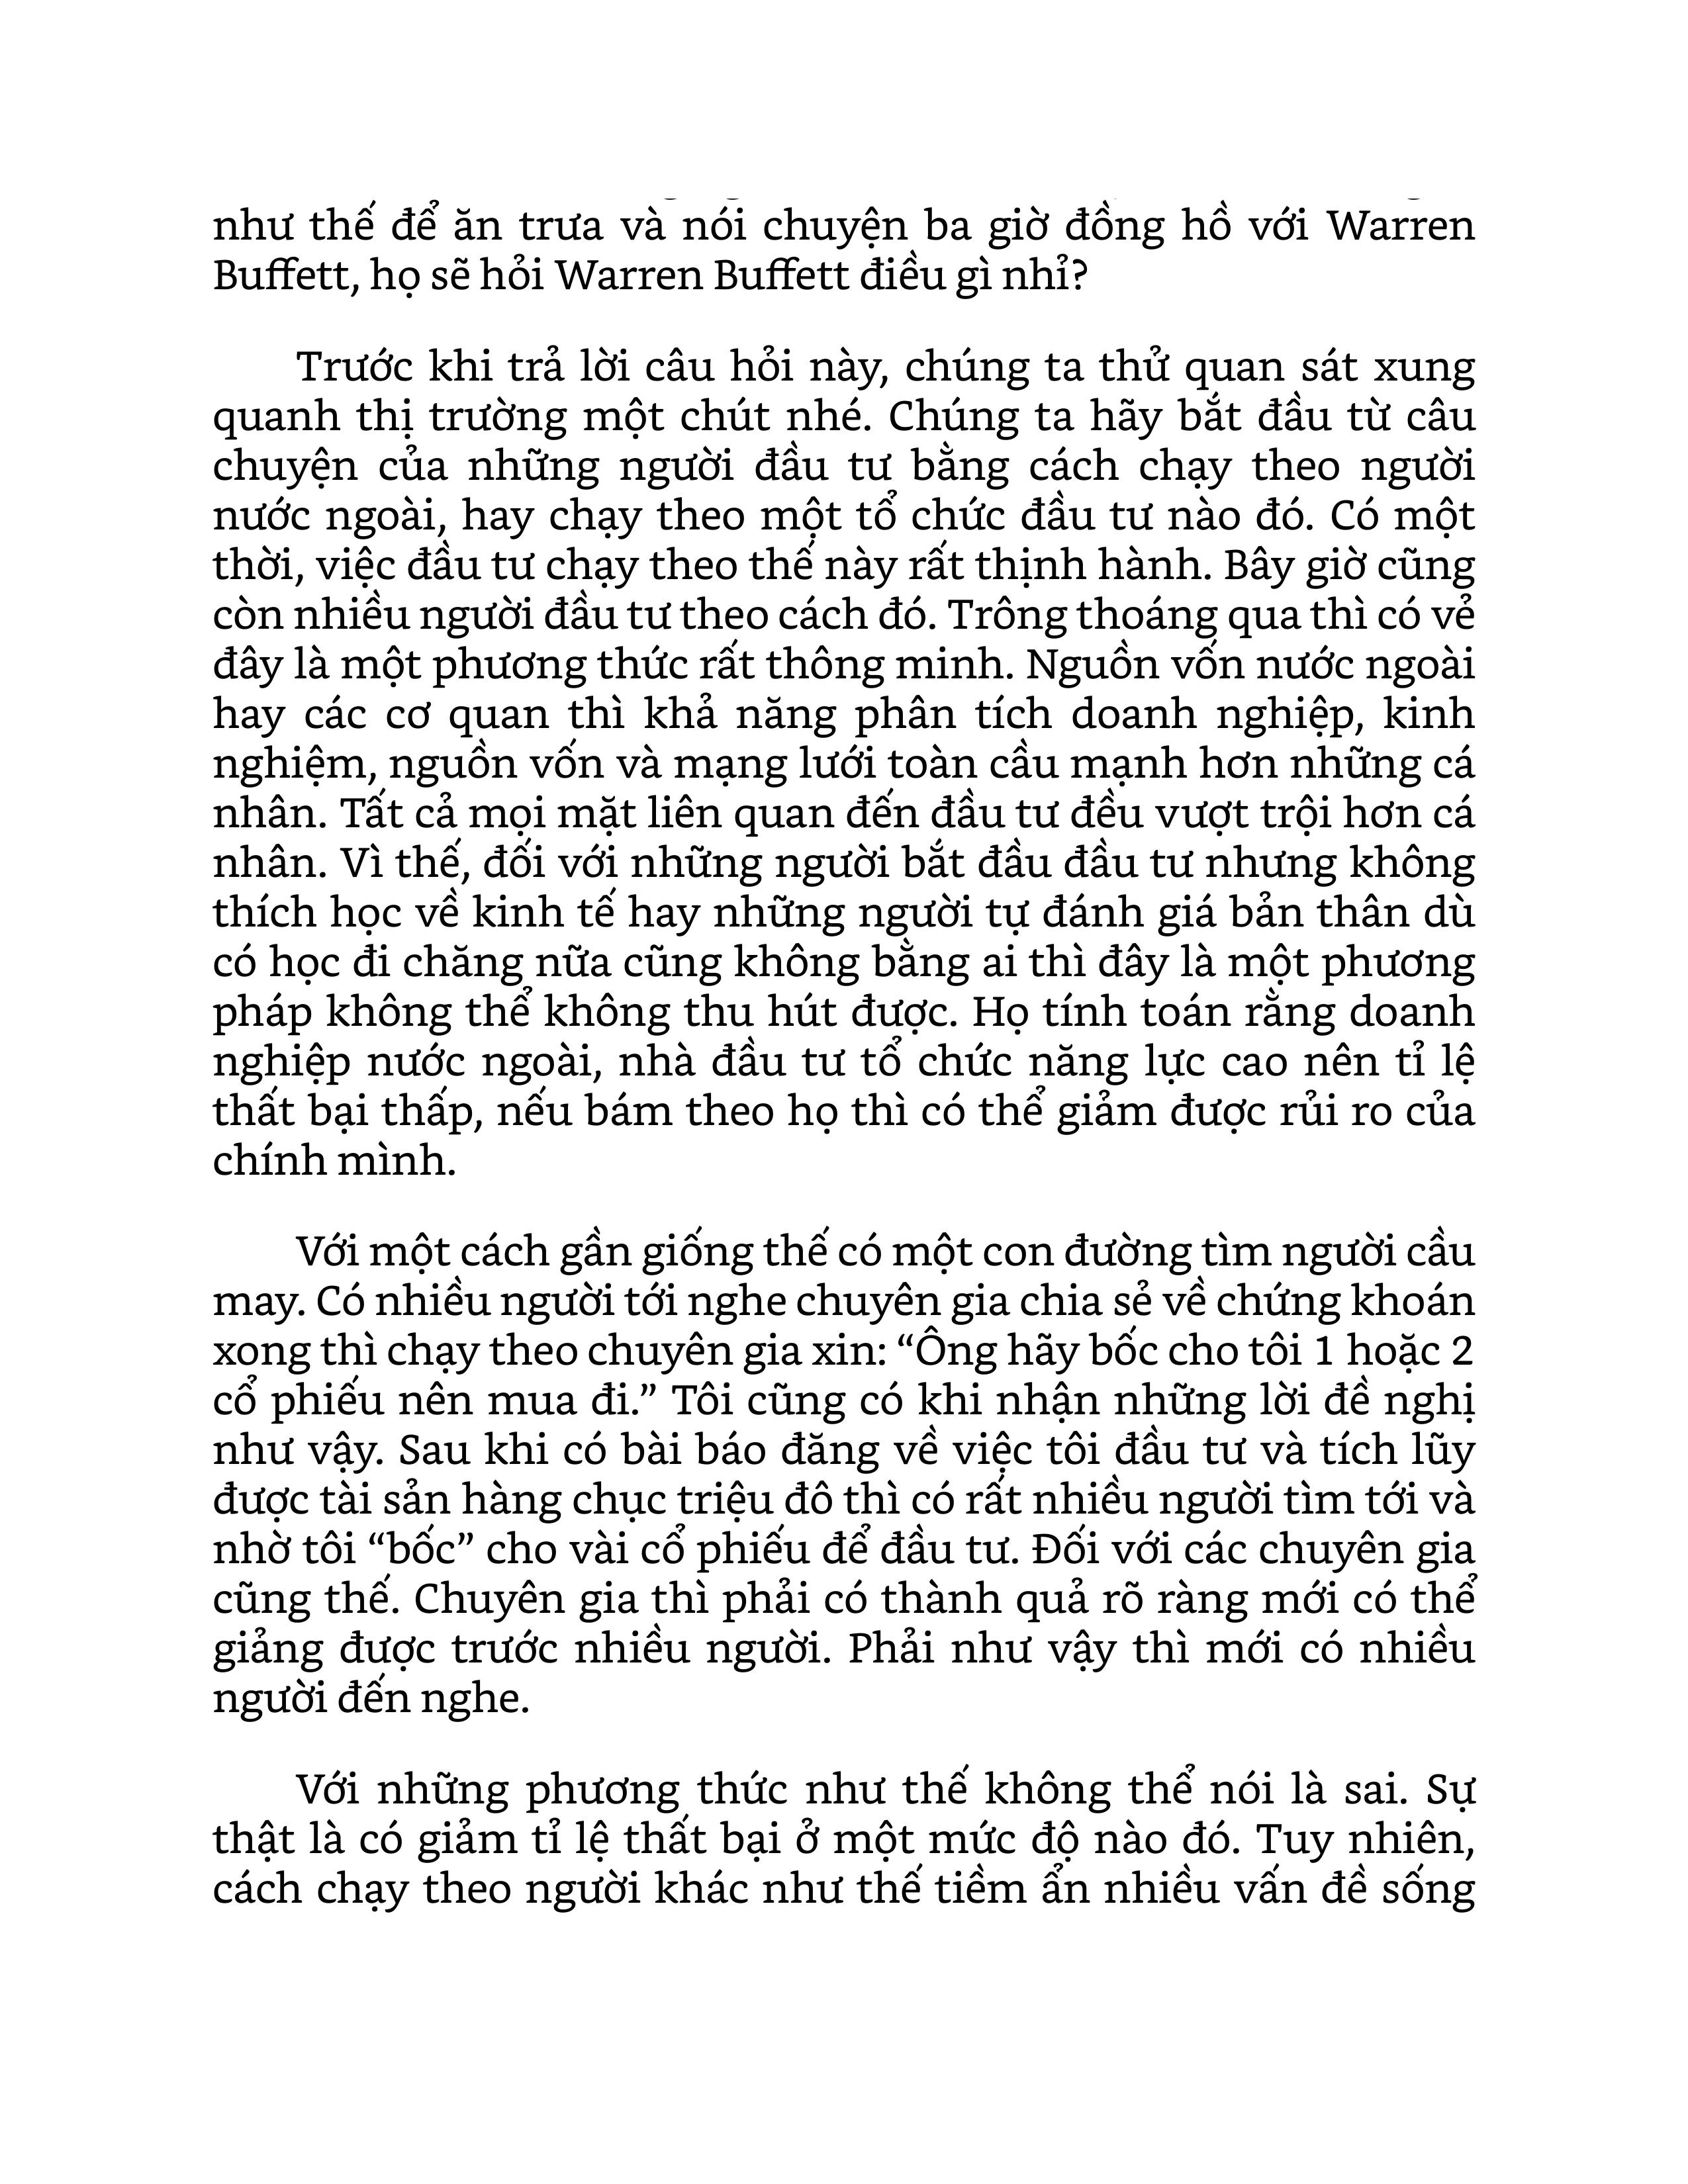 như thế để ăn trưa và nói chuyện ba giờ đồng hồ với Warren
Buffett, họ sẽ hỏi Warren Buffett điều gì nhỉ?
Trước khi trả lời câu hỏi này, chúng ta thử quan sát xung
quanh thị trường một chút nhé. Chúng ta hãy bắt đầu từ câu
chuyện của những người đầu tư bằng cách chạy theo người
nước ngoài, hay chạy theo một tổ chức đầu tư nào đó. Có một
thời, việc đầu tư chạy theo thế này rất thịnh hành. Bây giờ cũng
còn nhiều người đầu tư theo cách đó. Trông thoáng qua thì có vẻ
đây là một phương thức rất thông minh. Nguồn vốn nước ngoài
hay các cơ quan thì khả năng phân tích doanh nghiệp, kinh
nghiệm, nguồn vốn và mạng lưới toàn cầu mạnh hơn những cá
nhân. Tất cả mọi mặt liên quan đến đầu tư đều vượt trội hơn cá
nhân. Vì thế, đối với những người bắt đầu đầu tư nhưng không
thích học về kinh tế hay những người tự đánh giá bản thân dù
có học đi chăng nữa cũng không bằng ai thì đây là một phương
pháp không thể không thu hút được. Họ tính toán rằng doanh
nghiệp nước ngoài, nhà đầu tư tổ chức năng lực cao nên tỉ lệ
thất bại thấp, nếu bám theo họ thì có thể giảm được rủi ro của
chính mình.
Với một cách gần giống thế có một con đường tìm người cầu
may. Có nhiều người tới nghe chuyên gia chia sẻ về chứng khoán
xong thì chạy theo chuyên gia xin: “Ông hãy bốc cho tôi 1 hoặc 2
cổ phiếu nên mua đi.” Tôi cũng có khi nhận những lời đề nghị
như vậy. Sau khi có bài báo đăng về việc tôi đầu tư và tích lũy
được tài sản hàng chục triệu đô thì có rất nhiều người tìm tới và
nhờ tôi “bốc” cho vài cổ phiếu để đầu tư. Đối với các chuyên gia
cũng thế. Chuyên gia thì phải có thành quả rõ ràng mới có thể
giảng được trước nhiều người. Phải như vậy thì mới có nhiều
người đến nghe.
Với những phương thức như thế không thể nói là sai. Sự
thật là có giảm tỉ lệ thất bại ở một mức độ nào đó. Tuy nhiên,
cách chạy theo người khác như thế tiềm ẩn nhiều vấn đề sống